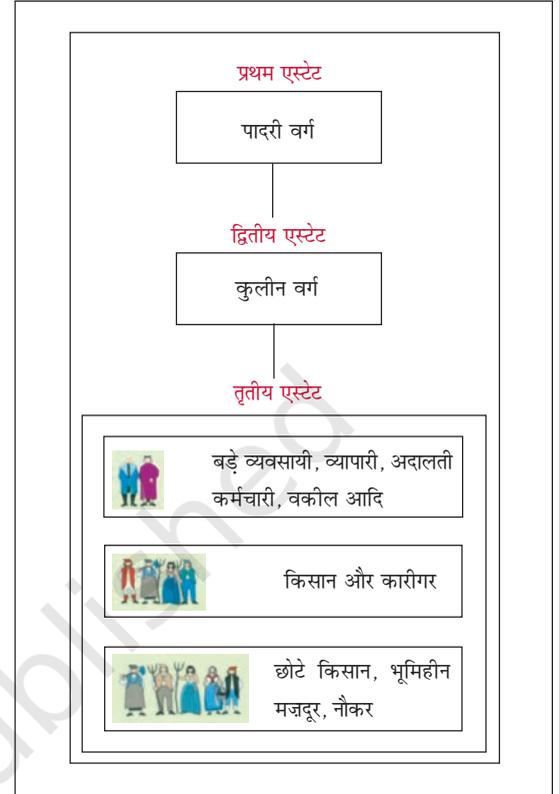 प्रथम एस्टेट
पादरी वर्ग
द्वितीय एस्टेट
कुलीन वर्ग
तृतीय एस्टेट
बड़े व्यवसायी, व्यापारी, अदालती
कर्मचारी, वकील आदि
किसान और कारीगर
छोटे किसान, भूमिहीन
मज़दूर, नौकर
ublished